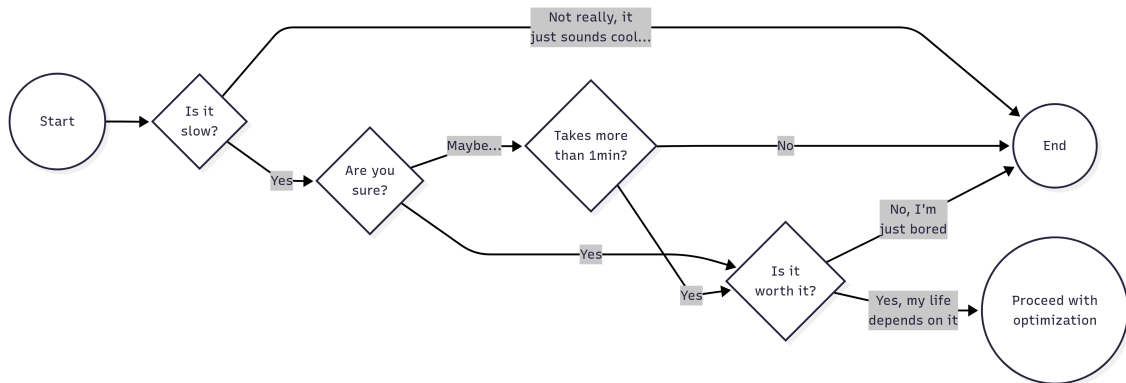 Not really, it
just sounds cool...
Start
Is it
slow?
Yes
Are you
sure?
Maybe...
Takes more
than 1min?
No
End
Yes
Yes
Is it
worth it?
No, I'm
just bored
Yes, my life
depends on it
Proceed with
optimization